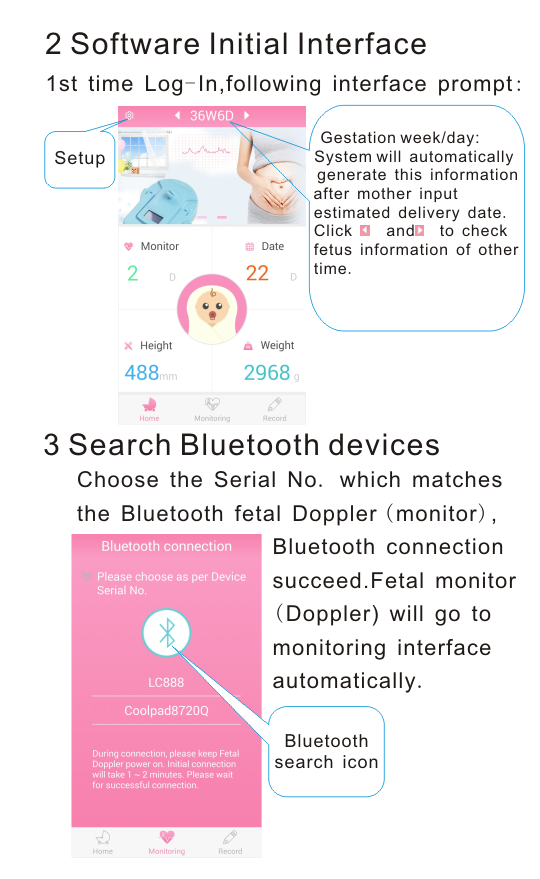 2 Software Initial Interface
1st time Log-In,following interface prompt:
36W6D
Setup
Gestation week/day:
System will automatically
generate this information
after mother input
estimated delivery date.
Click and to check
fetus information of other
time.
Monitor
Date
2 D
22 D
Height
Weight
488mm
2968 g
Home Monitoring Record
3 Search Bluetooth devices
Choose the Serial No. which matches
the Bluetooth fetal Doppler（monitor）,
Bluetooth connection
succeed.Fetal monitor
（Doppler) will go to
monitoring interface
automatically.
Bluetooth connection
Please choose as per Device
Serial No.
LC888
Coolpad8720Q
During connection, please keep Fetal
Doppler power on. Initial connection
will take 1 ~ 2 minutes. Please wait
for successful connection.
Home Monitoring Record
Bluetooth
search icon